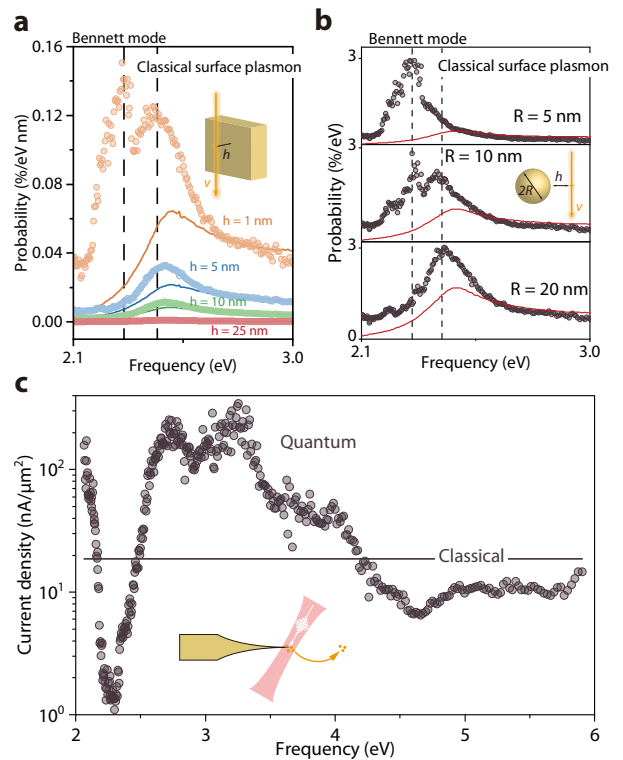 a
Bennett mode
Classical surface plasmon
0.16
0.12
0.08
0.04
0.00
Probability (%/eV nm)
h
v
h = 1 nm
h = 5 nm
h = 10 nm
h = 25 nm
2.1
3.0
Frequency (eV)
b
Bennett mode
Classical surface plasmon
3
R = 5 nm
3
R = 10 nm
2R
h
v
3
R = 20 nm
0
Probability (%/eV)
2.1
3.0
Frequency (eV)
c
Current density (nA/μm²)
10²
10¹
10⁰
Quantum
Classical
2
3
4
5
6
Frequency (eV)